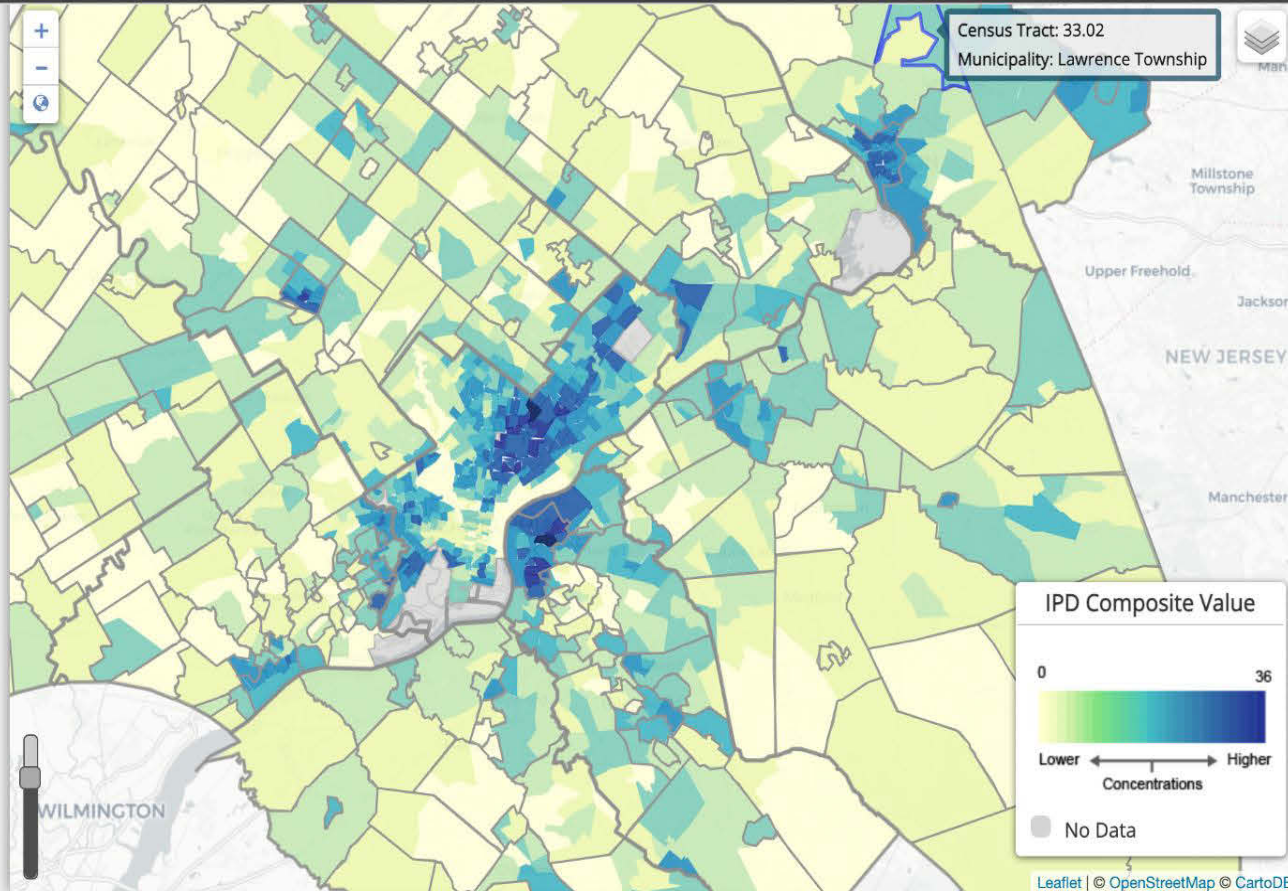 +
Census Tract: 33.02
Municipality: Lawrence Township
−
Man
Millstone
Township
Upper Freehold
Jackson
NEW JERSEY
Manchester
IPD Composite Value
0
36
Lower
Higher
Concentrations
No Data
WILMINGTON
Leaflet | © OpenStreetMap © CartoDB